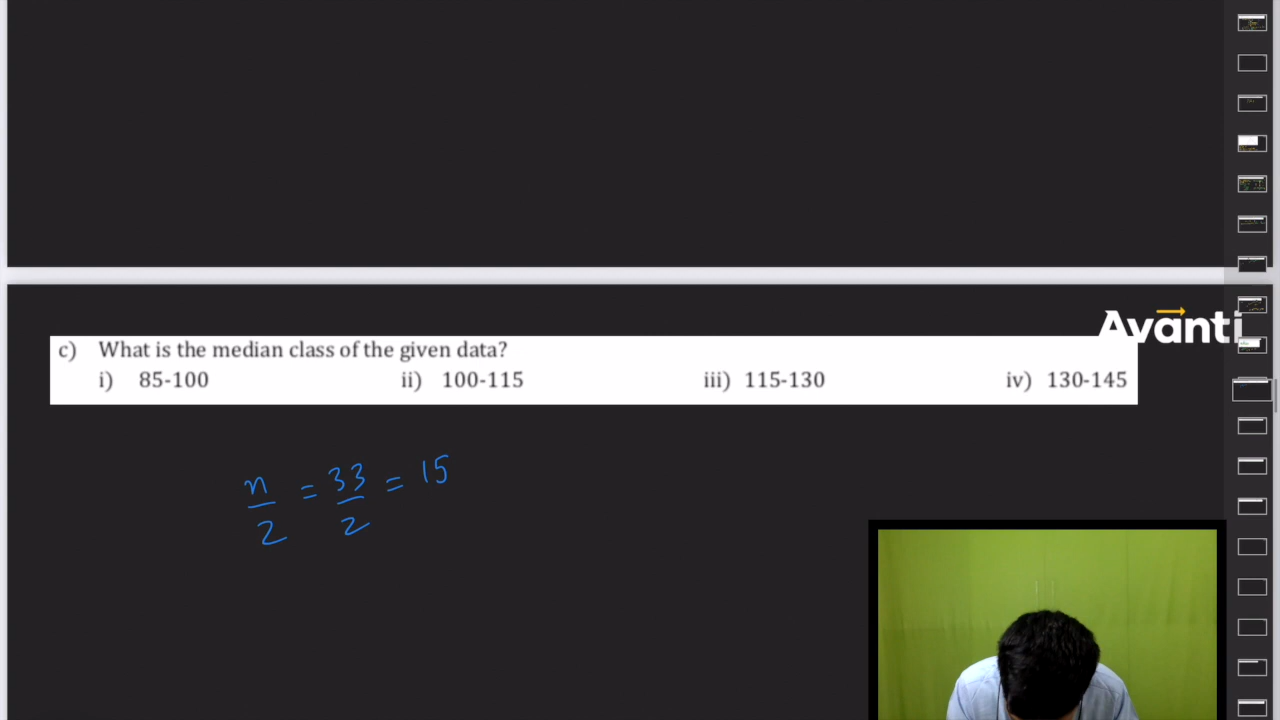 Avanti
c) What is the median class of the given data?
i) 85-100 ii) 100-115 iii) 115-130 iv) 130-145
n/2 = 33/2 = 15